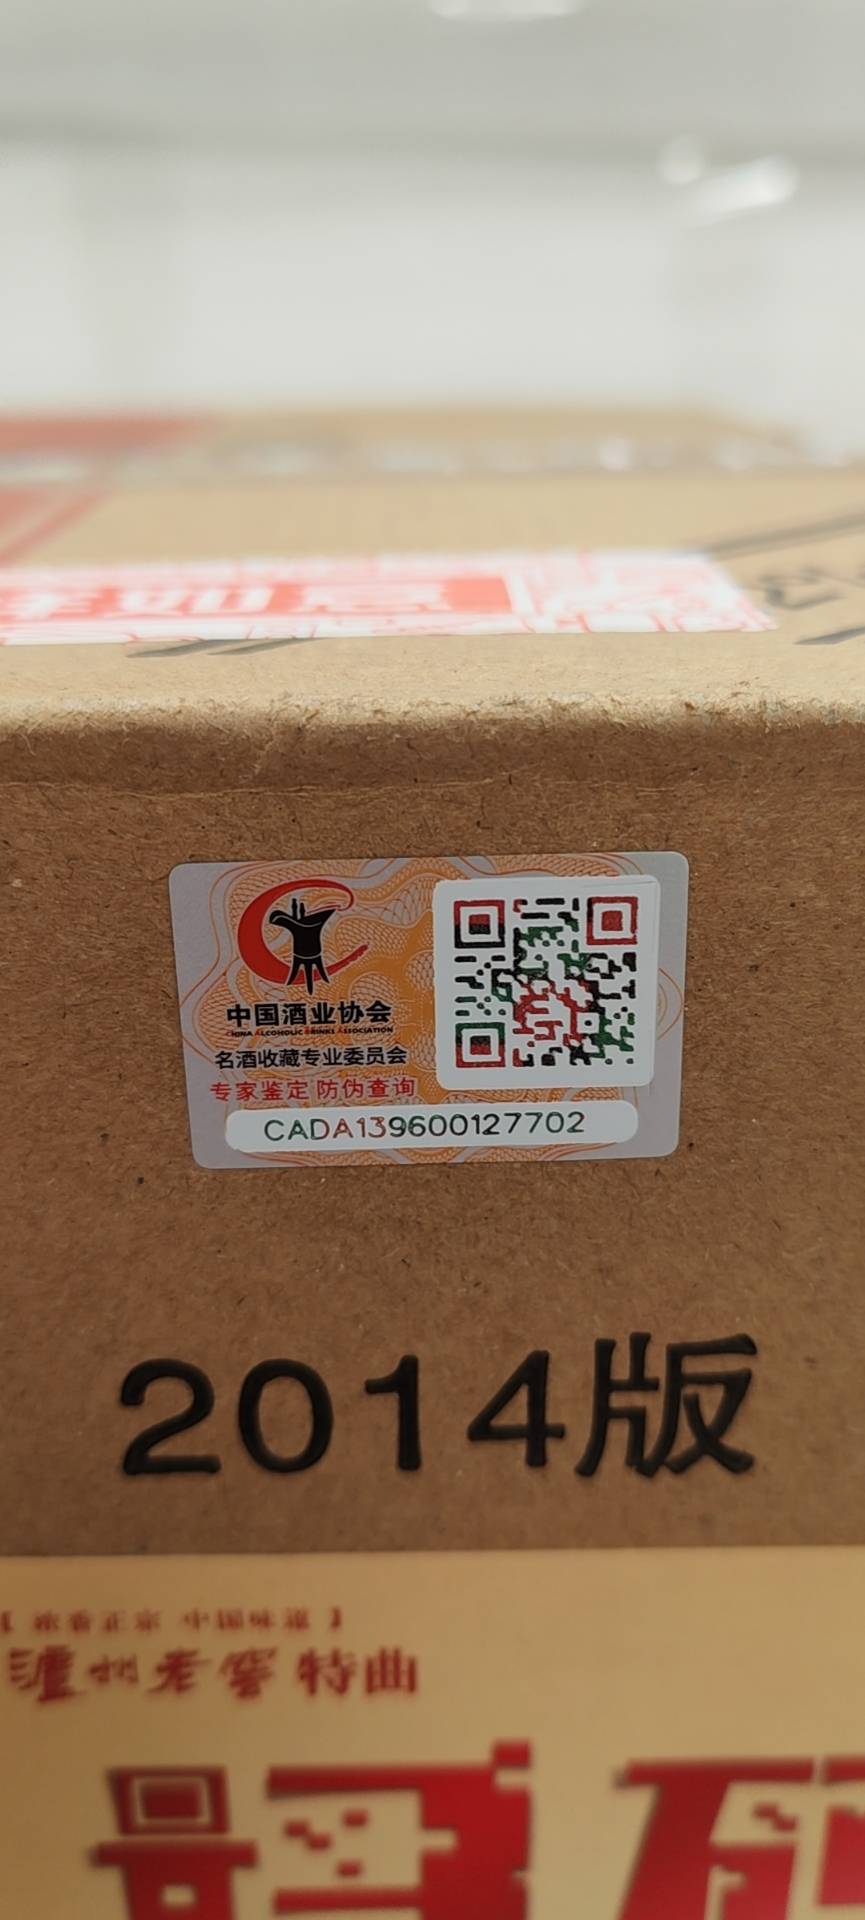 如意
中国酒业协会
CHINA ALCOHOLIC DRINKS ASSOCIATION
名酒收藏专业委员会
专家鉴定 防伪查询
CADA139600127702
2014版
【 浓香正宗 中国味道 】
泸州老窖 特曲